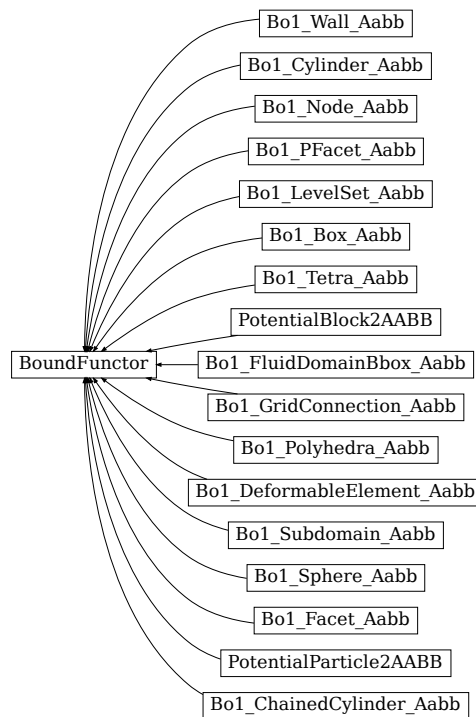 Bo1_Wall_Aabb
Bo1_Cylinder_Aabb
Bo1_Node_Aabb
Bo1_PFacet_Aabb
Bo1_LevelSet_Aabb
Bo1_Box_Aabb
Bo1_Tetra_Aabb
PotentialBlock2AABB
BoundFunctor
Bo1_FluidDomainBbox_Aabb
Bo1_GridConnection_Aabb
Bo1_Polyhedra_Aabb
Bo1_DeformableElement_Aabb
Bo1_Subdomain_Aabb
Bo1_Sphere_Aabb
Bo1_Facet_Aabb
PotentialParticle2AABB
Bo1_ChainedCylinder_Aabb